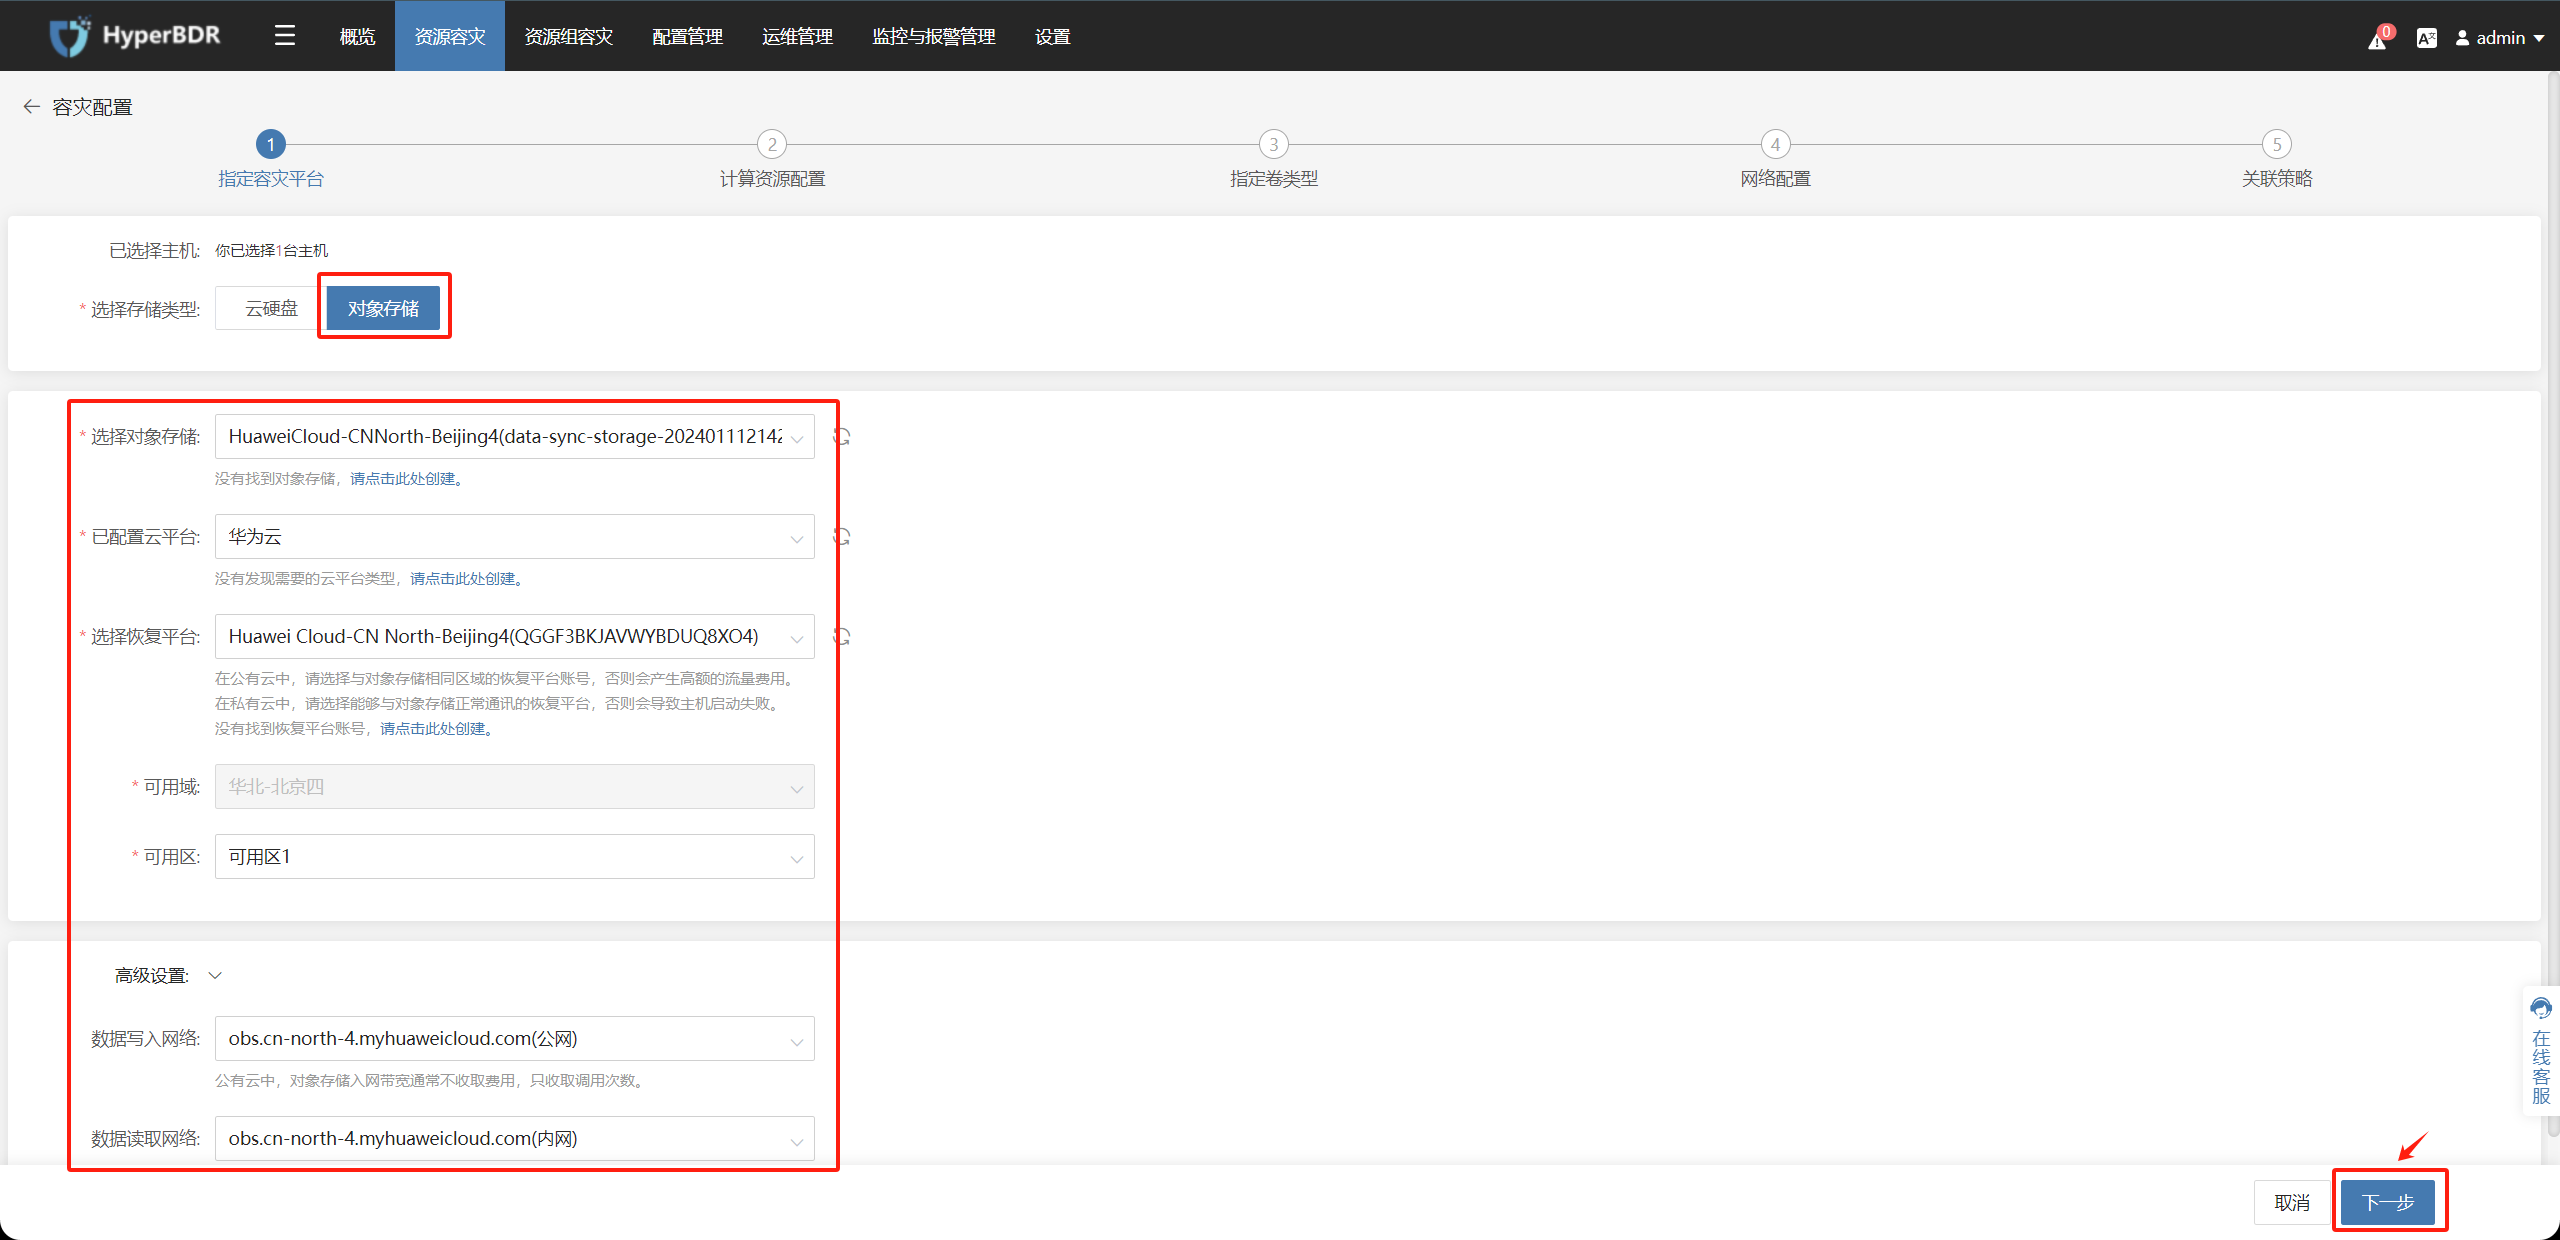 HyperBDR
概览
资源容灾
资源组容灾
配置管理
运维管理
监控与报警管理
设置
0
admin
容灾配置
1
2
3
4
5
指定容灾平台
计算资源配置
指定卷类型
网络配置
关联策略
已选择主机: 你已选择1台主机
* 选择存储类型: 云硬盘 对象存储
* 选择对象存储: HuaweiCloud-CNNorth-Beijing4(data-sync-storage-202401112142
没有找到对象存储，请点击此处创建。
* 已配置云平台: 华为云
没有发现需要的云平台类型，请点击此处创建。
* 选择恢复平台: Huawei Cloud-CN North-Beijing4(QGGF3BKJAVWYBDUQ8XO4)
在公有云中，请选择与对象存储相同区域的恢复平台账号，否则会产生高额的流量费用。
在私有云中，请选择能够与对象存储正常通讯的恢复平台，否则会导致主机启动失败。
没有找到恢复平台账号，请点击此处创建。
* 可用域: 华北-北京四
* 可用区: 可用区1
高级设置:
数据写入网络: obs.cn-north-4.myhuaweicloud.com(公网)
公有云中，对象存储入网带宽通常不收取费用，只收取调用次数。
数据读取网络: obs.cn-north-4.myhuaweicloud.com(内网)
在线客服
取消
下一步